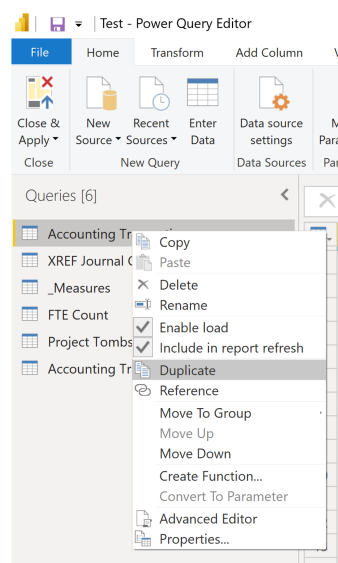 Test - Power Query Editor
File Home Transform Add Column
Close & Apply
New Source
Recent Sources
Enter Data
Data source settings
Close
New Query
Data Sources
Queries [6]
Accounting
XREF Journal
_Measures
FTE Count
Project
Accounting
Copy
Paste
Delete
Rename
Enable load
Include in report refresh
Duplicate
Reference
Move To Group
Move Up
Move Down
Create Function...
Convert To Parameter
Advanced Editor
Properties...